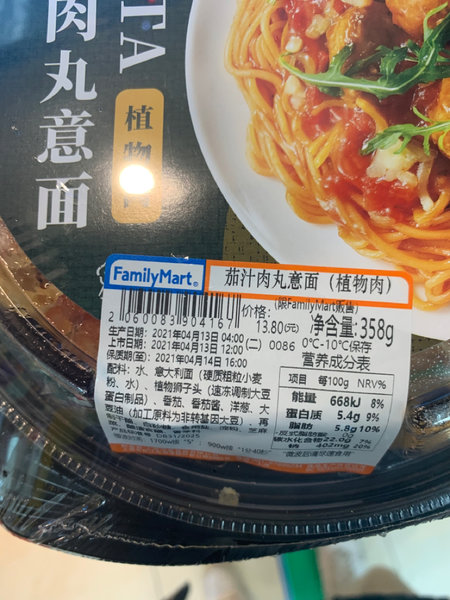 TA
肉丸意面
植物
FamilyMart
茄汁肉丸意面（植物肉）
2 060083 904167
价格：
(限FamilyMart贩售)
13.80(元)
净含量:358g
生产日期：2021年04月13日 04:00
上市日期：2021年04月13日 12:00 (二) 0086 0℃-10℃保存
保质期(至)：2021年04月14日 16:00
配料：水、意大利面（硬质粗粒小麦
粉、水）、植物狮子头（速冻调制大豆
蛋白制品）、番茄、番茄酱、洋葱、大
豆油（加工原料为非转基因大豆）、再
营养成分表
项目 每100g NRV%
能量 668kJ 8%
蛋白质 5.4g 9%
脂肪 5.8g 10%
碳水化合物 22.0g 7%
钠 402mg 20%